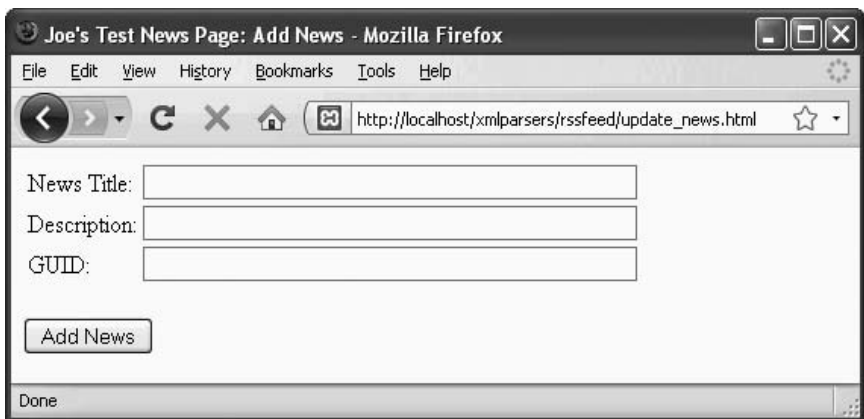 Joe's Test News Page: Add News - Mozilla Firefox
File Edit View History Bookmarks Tools Help
http://localhost/xmlparsers/rssfeed/update_news.html
News Title:
Description:
GUID:
Add News
Done